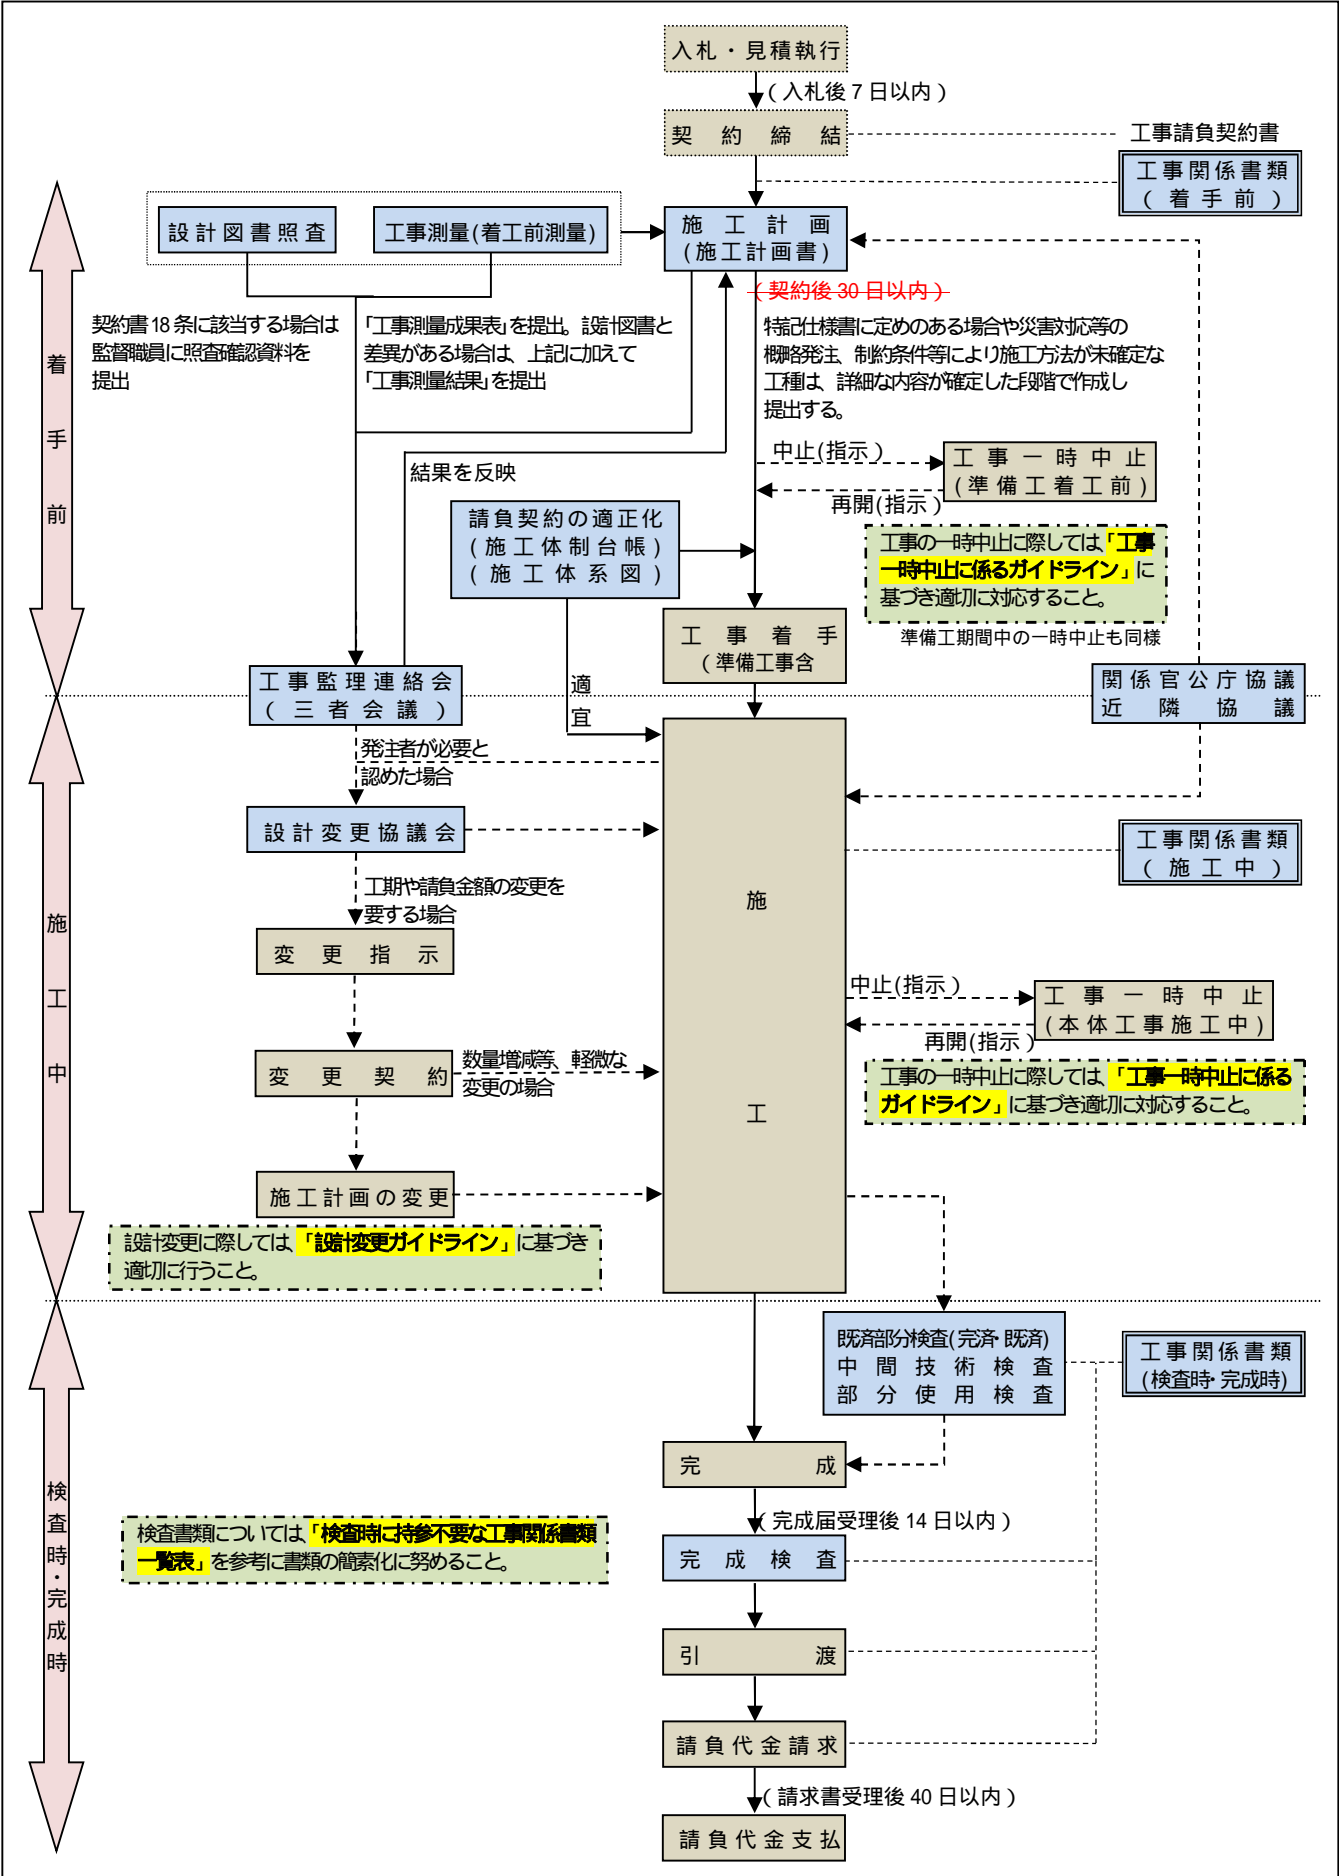 入札・見積執行
（入札後7日以内）
契約締結
工事請負契約書
工事関係書類
（着手前）
設計図書照査
工事測量(着工前測量)
施工計画
(施工計画書)
（契約後30日以内）
契約書18条に該当する場合は
監督職員に照査確認資料を
提出
「工事測量成果表」を提出。設計図書と
差異がある場合は、上記に加えて
「工事測量結果」を提出
特記仕様書に定めのある場合や災害対応等の
概略発注、制約条件等により施工方法が未確定な
工種は、詳細な内容が確定した段階で作成し
提出する。
着手前
中止(指示）
工事一時中止
(準備工着工前)
再開(指示）
結果を反映
請負契約の適正化
(施工体制台帳)
(施工体系図)
工事の一時中止に際しては、「工事
一時中止に係るガイドライン」に
基づき適切に対応すること。
準備工期間中の一時中止も同様
工事着手
(準備工事含
工事監理連絡会
(三者会議)
適宜
関係官公庁協議
近隣協議
発注者が必要と
認めた場合
設計変更協議会
工事関係書類
(施工中)
工期や請負金額の変更を
要する場合
施工
施工中
変更指示
中止(指示）
工事一時中止
(本体工事施工中)
再開(指示）
変更契約
数量増減等、軽微な
変更の場合
工事の一時中止に際しては、「工事一時中止に係る
ガイドライン」に基づき適切に対応すること。
施工計画の変更
設計変更に際しては、「設計変更ガイドライン」に基づき
適切に行うこと。
既済部分検査(完済・既済)
中間技術検査
部分使用検査
工事関係書類
(検査時・完成時)
検査時・完成時
完成
（完成届受理後14日以内）
検査書類については、「検査時に持参不要な工事関係書類
一覧表」を参考に書類の簡素化に努めること。
完成検査
引渡
請負代金請求
（請求書受理後40日以内）
請負代金支払